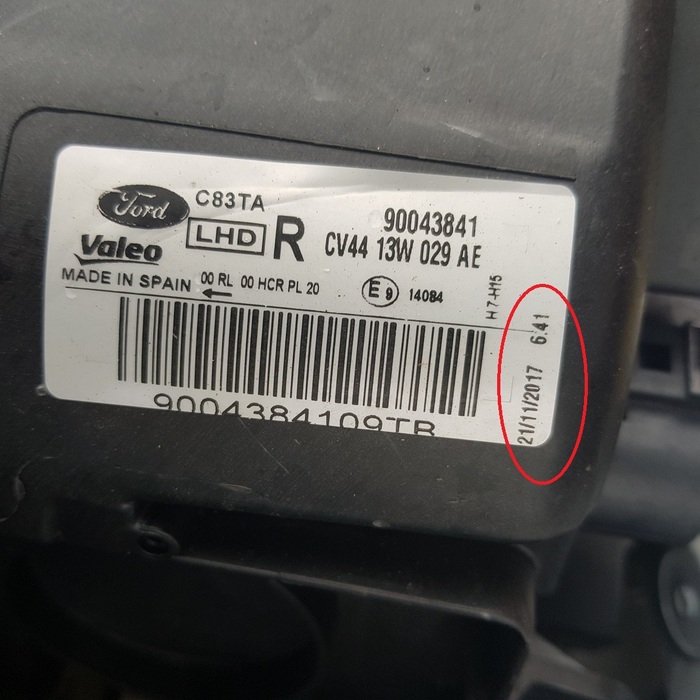 Ford
C83TA
Valeo
LHD R
90043841
CV44 13W 029 AE
MADE IN SPAIN
00 RL 00 HCR PL 20
E9
14084
H7-H15
9004384109TB
21/11/2017 6:41